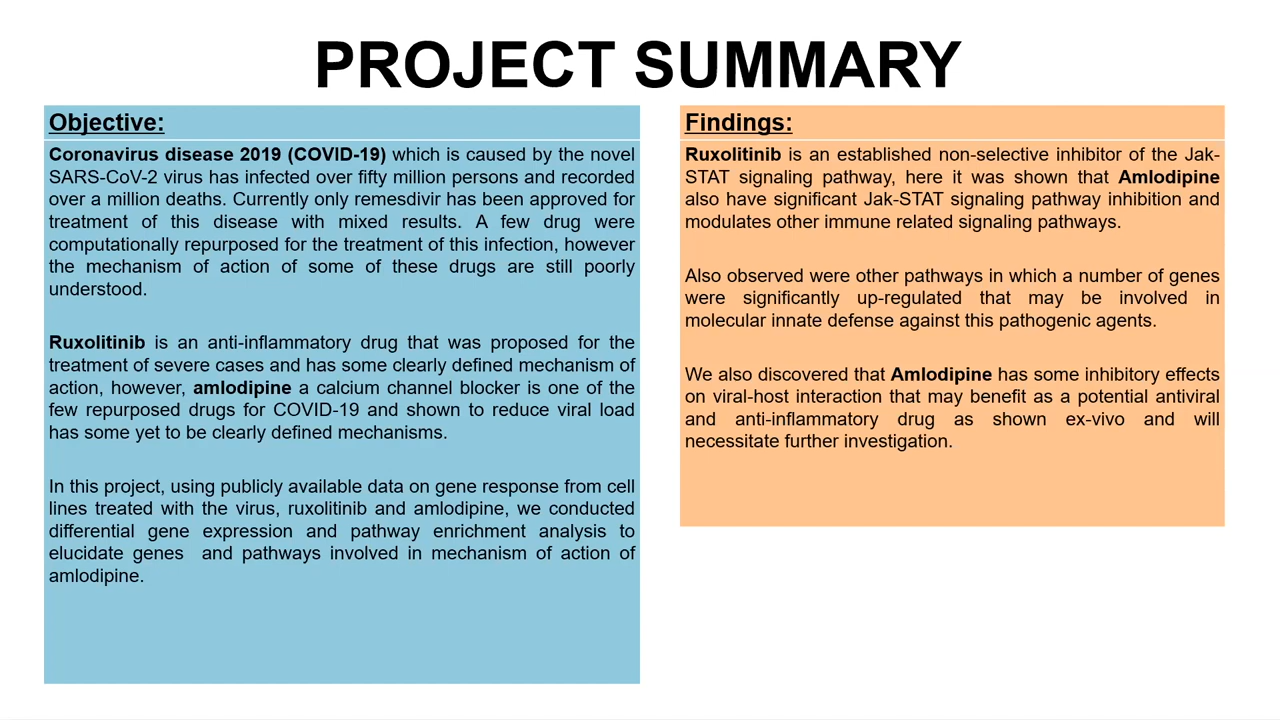 PROJECT SUMMARY
Objective:
Coronavirus disease 2019 (COVID-19) which is caused by the novel
SARS-CoV-2 virus has infected over fifty million persons and recorded
over a million deaths. Currently only remesdivir has been approved for
treatment of this disease with mixed results. A few drug were
computationally repurposed for the treatment of this infection, however
the mechanism of action of some of these drugs are still poorly
understood.
Ruxolitinib is an anti-inflammatory drug that was proposed for the
treatment of severe cases and has some clearly defined mechanism of
action, however, amlodipine a calcium channel blocker is one of the
few repurposed drugs for COVID-19 and shown to reduce viral load
has some yet to be clearly defined mechanisms.
In this project, using publicly available data on gene response from cell
lines treated with the virus, ruxolitinib and amlodipine, we conducted
differential gene expression and pathway enrichment analysis to
elucidate genes and pathways involved in mechanism of action of
amlodipine.
Findings:
Ruxolitinib is an established non-selective inhibitor of the Jak-
STAT signaling pathway, here it was shown that Amlodipine
also have significant Jak-STAT signaling pathway inhibition and
modulates other immune related signaling pathways.
Also observed were other pathways in which a number of genes
were significantly up-regulated that may be involved in
molecular innate defense against this pathogenic agents.
We also discovered that Amlodipine has some inhibitory effects
on viral-host interaction that may benefit as a potential antiviral
and anti-inflammatory drug as shown ex-vivo and will
necessitate further investigation.